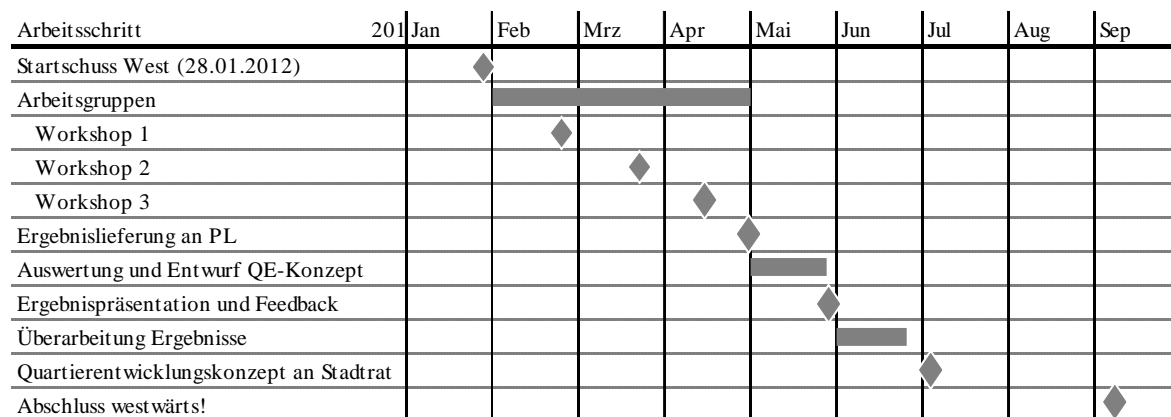 Arbeitsschritt 201 Jan Feb Mrz Apr Mai Jun Jul Aug Sep
Startschuss West (28.01.2012)
Arbeitsgruppen
Workshop 1
Workshop 2
Workshop 3
Ergebnislieferung an PL
Auswertung und Entwurf QE-Konzept
Ergebnispräsentation und Feedback
Überarbeitung Ergebnisse
Quartierentwicklungskonzept an Stadtrat
Abschluss westwärts!